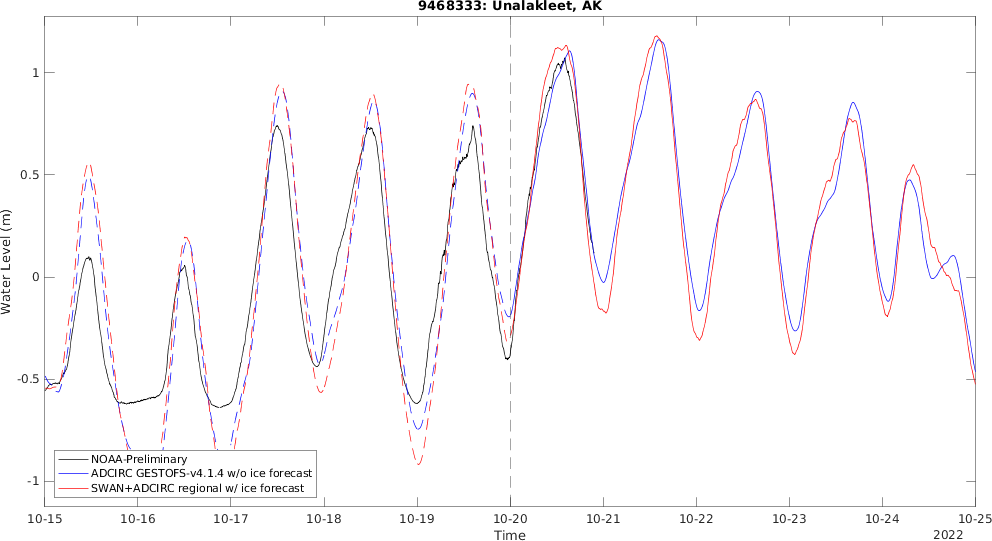 9468333: Unalakleet, AK
Water Level (m)
1
0.5
0
-0.5
-1
NOAA-Preliminary
ADCIRC GESTOFS-v4.1.4 w/o ice forecast
SWAN+ADCIRC regional w/ ice forecast
10-15 10-16 10-17 10-18 10-19 10-20 10-21 10-22 10-23 10-24 10-25
Time
2022